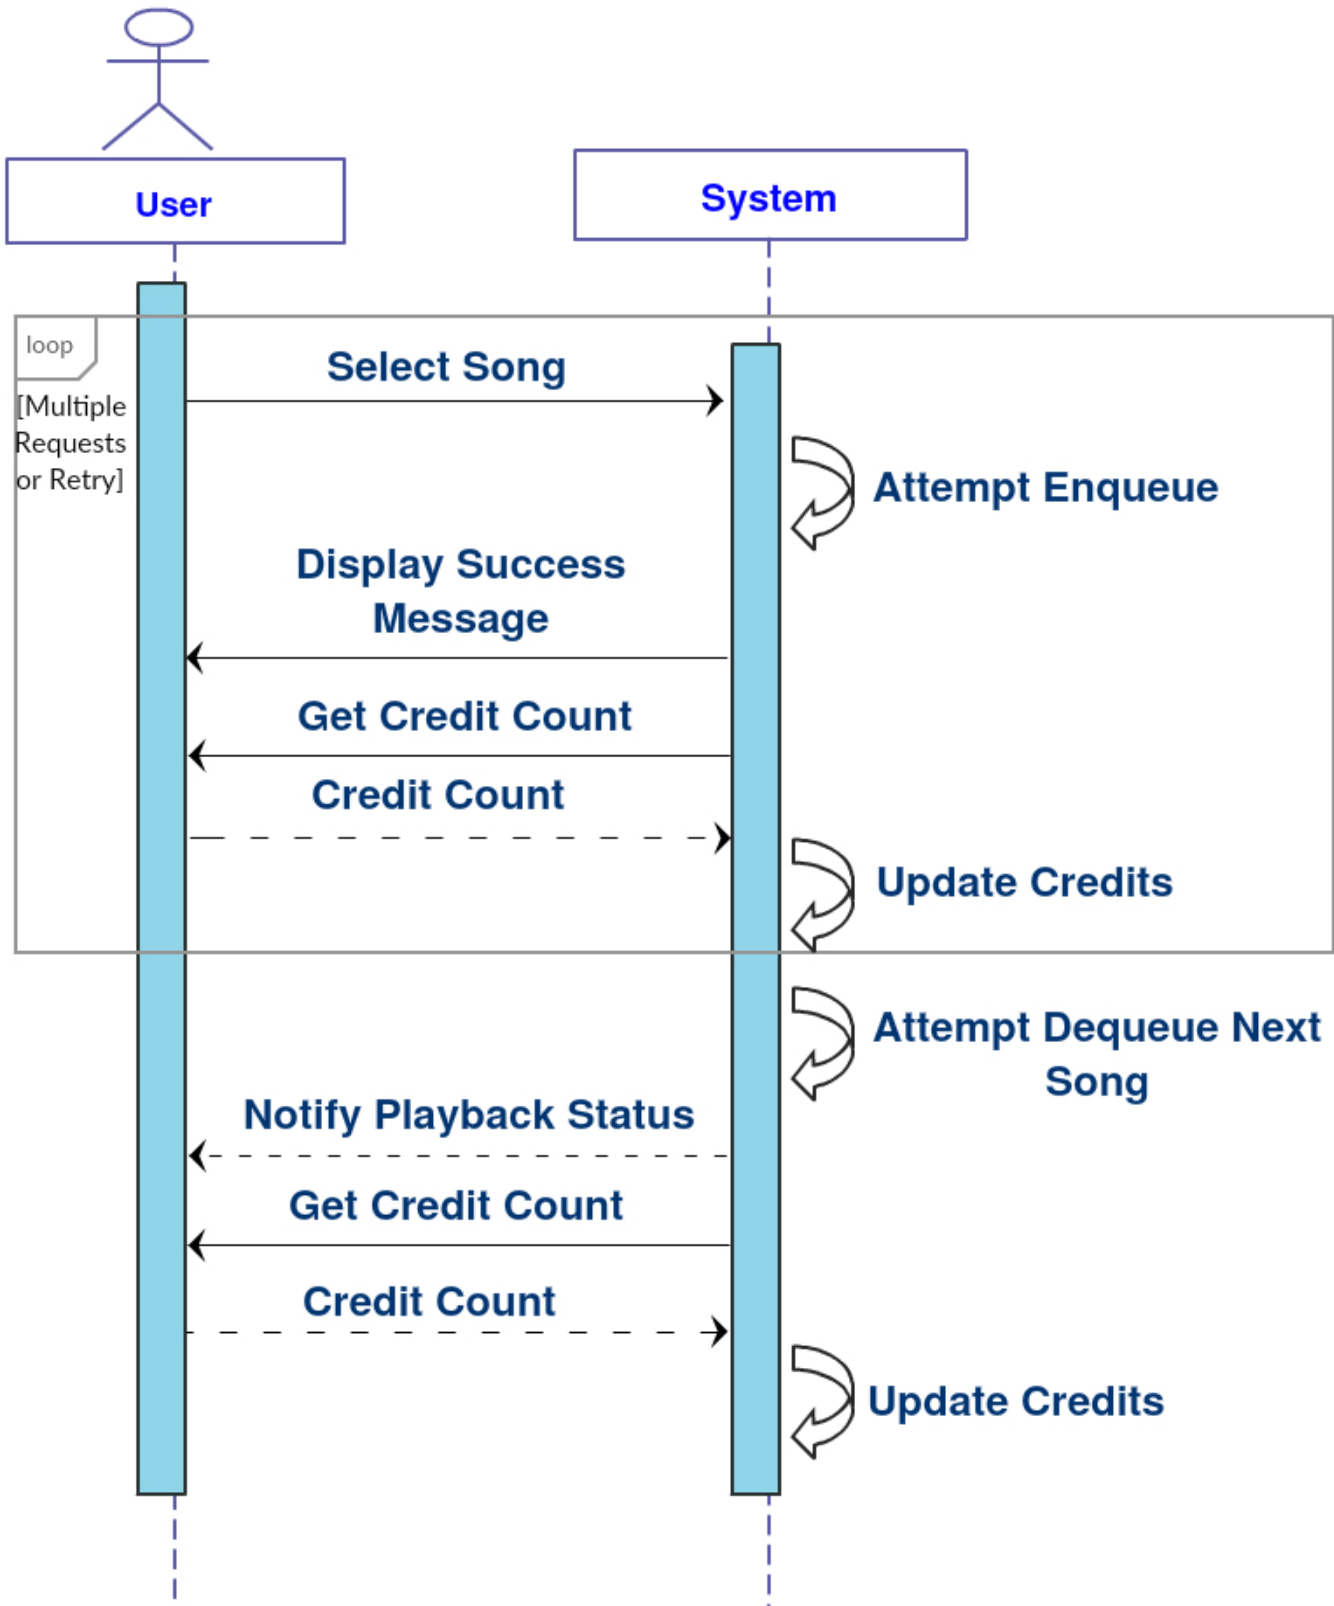 User
System
loop
Select Song
[Multiple
Requests
or Retry]
Attempt Enqueue
Display Success
Message
Get Credit Count
Credit Count
Update Credits
Attempt Dequeue Next
Song
Notify Playback Status
Get Credit Count
Credit Count
Update Credits